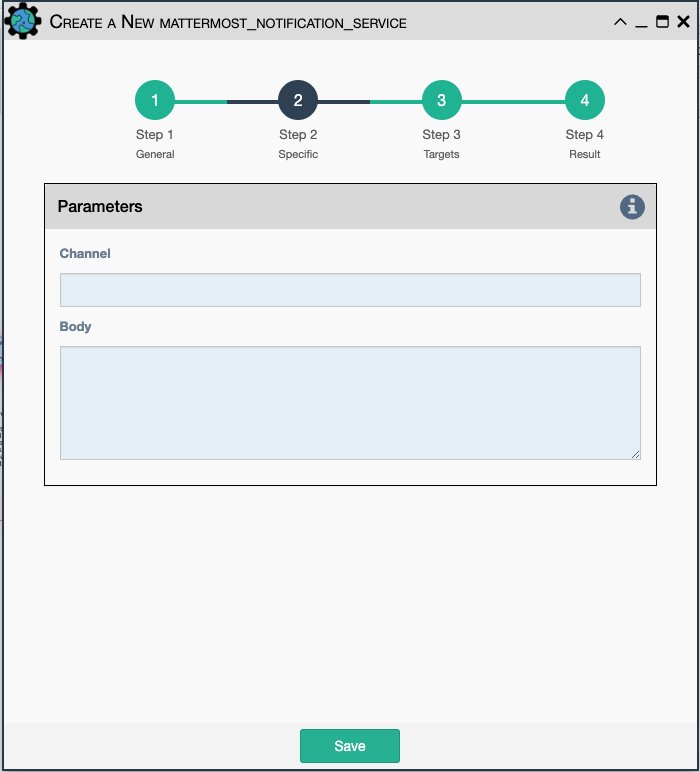 Create a New mattermost_notification_service
1 2 3 4
Step 1 Step 2 Step 3 Step 4
General Specific Targets Result
Parameters
Channel
Body
Save